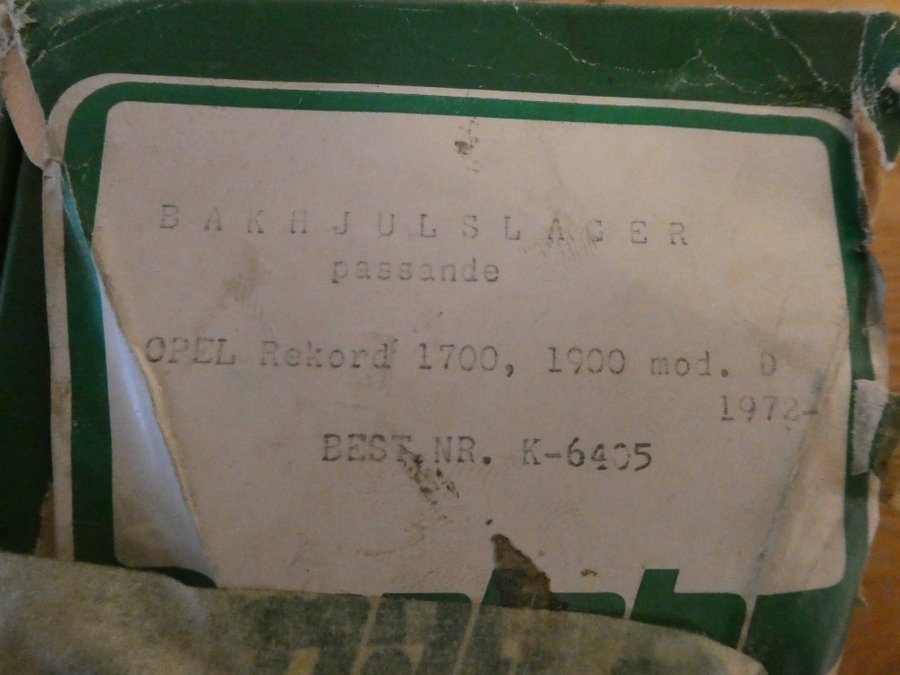 BAKHJULSLAGER
passande
OPEL Rekord 1700, 1900 mod. D
1972-
BEST.NR. K-6405